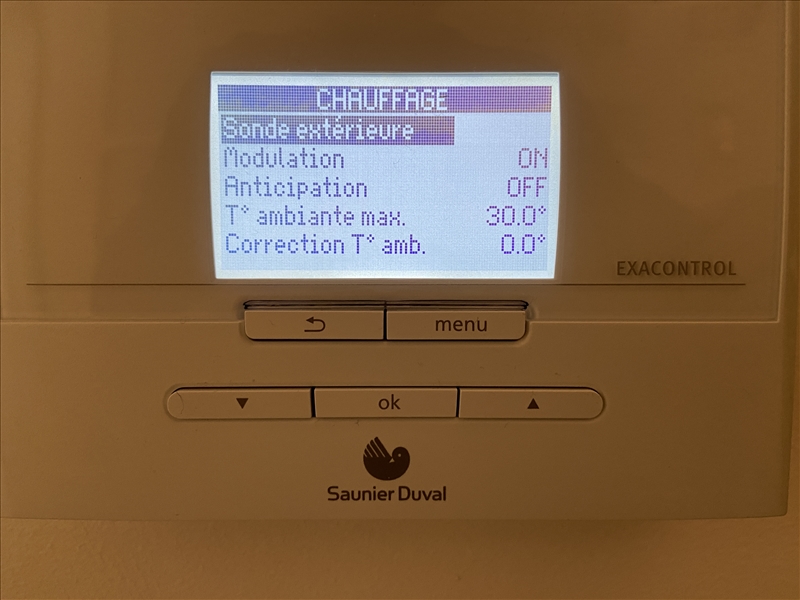 CHAUFFAGE
Sonde extérieure
Modulation ON
Anticipation OFF
T° ambiante max. 30.0°
Correction T° amb. 0.0°
EXACONTROL
menu
ok
Saunier Duval